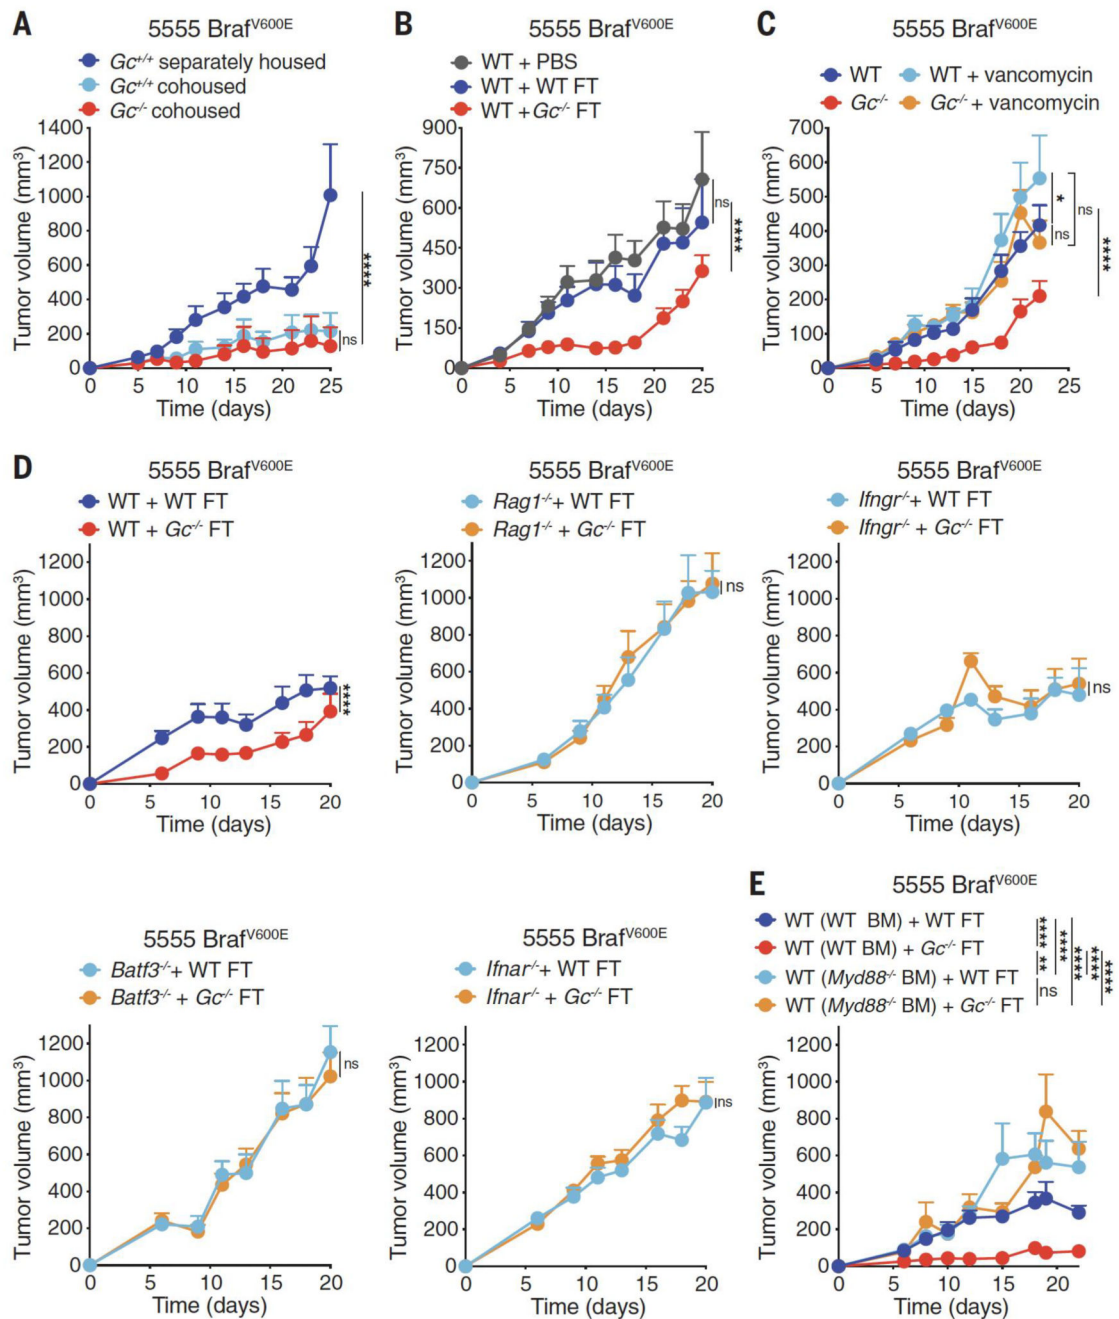 A
5555 Braf^V600E
Gc+/+ separately housed
Gc+/+ cohoused
Gc-/- cohoused
1400
1200
1000
800
600
400
200
0
Tumor volume (mm³)
0 5 10 15 20 25
Time (days)
****
ns
B
5555 Braf^V600E
WT + PBS
WT + WT FT
WT + Gc-/- FT
900
750
600
450
300
150
0
Tumor volume (mm³)
0 5 10 15 20 25
Time (days)
ns
****
C
5555 Braf^V600E
WT
WT + vancomycin
Gc-/-
Gc-/- + vancomycin
700
600
500
400
300
200
100
0
Tumor volume (mm³)
0 5 10 15 20 25
Time (days)
*
ns
ns
****
D
5555 Braf^V600E
WT + WT FT
WT + Gc-/- FT
1200
1000
800
600
400
200
0
Tumor volume (mm³)
0 5 10 15 20
Time (days)
****
5555 Braf^V600E
Rag1-/-+ WT FT
Rag1-/- + Gc-/- FT
1200
1000
800
600
400
200
0
Tumor volume (mm³)
0 5 10 15 20
Time (days)
ns
5555 Braf^V600E
Ifngr-/-+ WT FT
Ifngr-/- + Gc-/- FT
1200
1000
800
600
400
200
0
Tumor volume (mm³)
0 5 10 15 20
Time (days)
ns
5555 Braf^V600E
Batf3-/-+ WT FT
Batf3-/- + Gc-/- FT
1200
1000
800
600
400
200
0
Tumor volume (mm³)
0 5 10 15 20
Time (days)
ns
5555 Braf^V600E
Ifnar-/-+ WT FT
Ifnar-/- + Gc-/- FT
1200
1000
800
600
400
200
0
Tumor volume (mm³)
0 5 10 15 20
Time (days)
ns
E
5555 Braf^V600E
WT (WT BM) + WT FT
WT (WT BM) + Gc-/- FT
WT (Myd88-/- BM) + WT FT
WT (Myd88-/- BM) + Gc-/- FT
****
**
ns
****
****
****
****
1200
1000
800
600
400
200
0
Tumor volume (mm³)
0 5 10 15 20
Time (days)